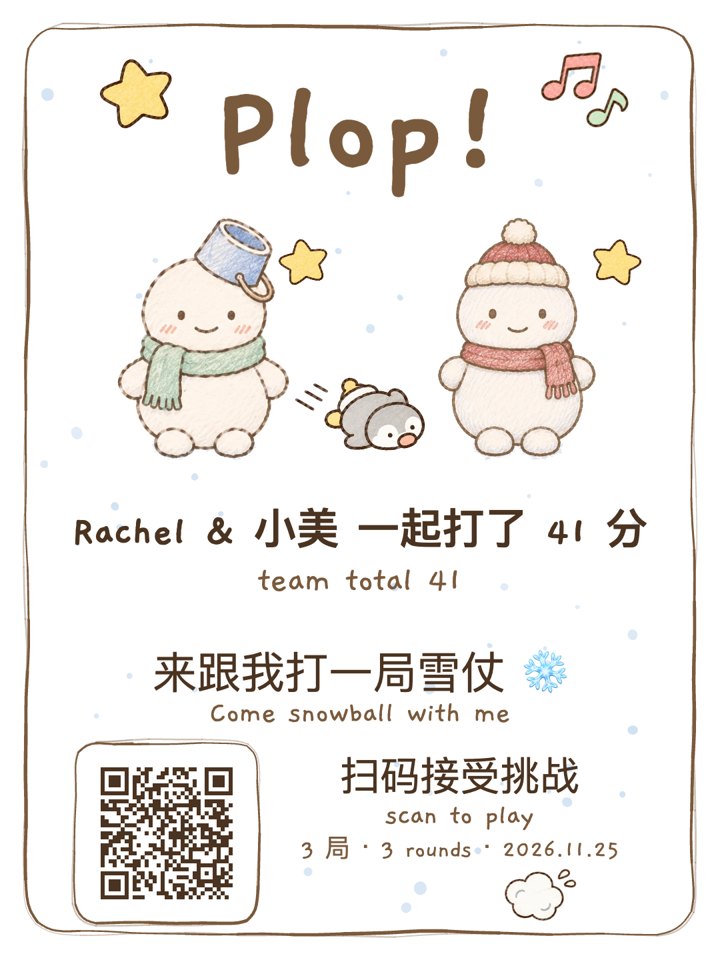 Plop!
Rachel & 小美 一起打了 41 分
team total 41
来跟我打一局雪仗 ❄️
Come snowball with me
扫码接受挑战
scan to play
3 局 · 3 rounds · 2026.11.25